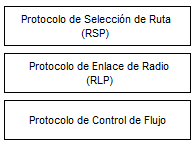 Protocolo de Selección de Ruta
(RSP)
Protocolo de Enlace de Radio
(RLP)
Protocolo de Control de Flujo